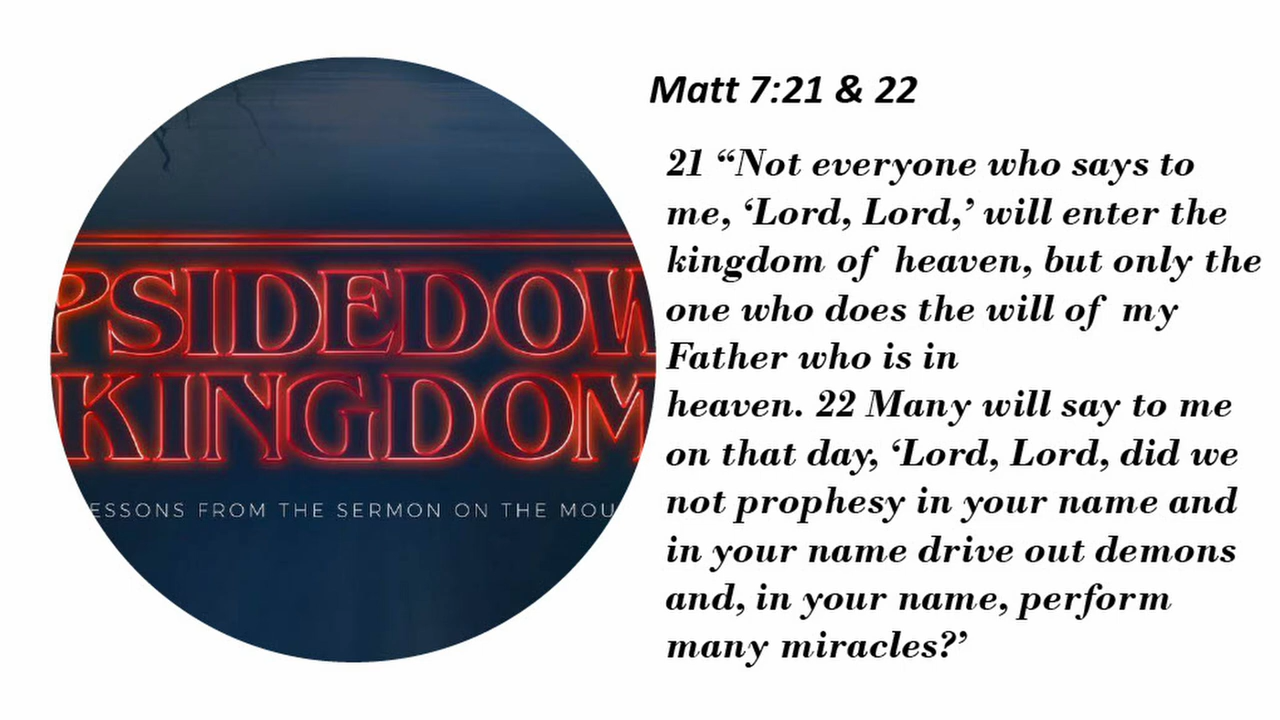 PSIDEDOW
KINGDOM
ESSONS FROM THE SERMON ON THE MOU
Matt 7:21 & 22
21 “Not everyone who says to
me, ‘Lord, Lord,’ will enter the
kingdom of heaven, but only the
one who does the will of my
Father who is in
heaven. 22 Many will say to me
on that day, ‘Lord, Lord, did we
not prophesy in your name and
in your name drive out demons
and, in your name, perform
many miracles?’